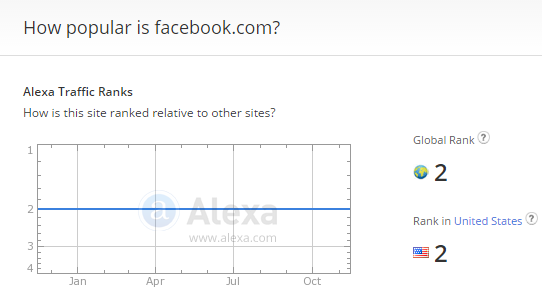 How popular is facebook.com?
Alexa Traffic Ranks
How is this site ranked relative to other sites?
Global Rank ?
2
Rank in United States ?
2
1
2
3
4
Jan Apr Jul Oct
a Alexa
www.alexa.com